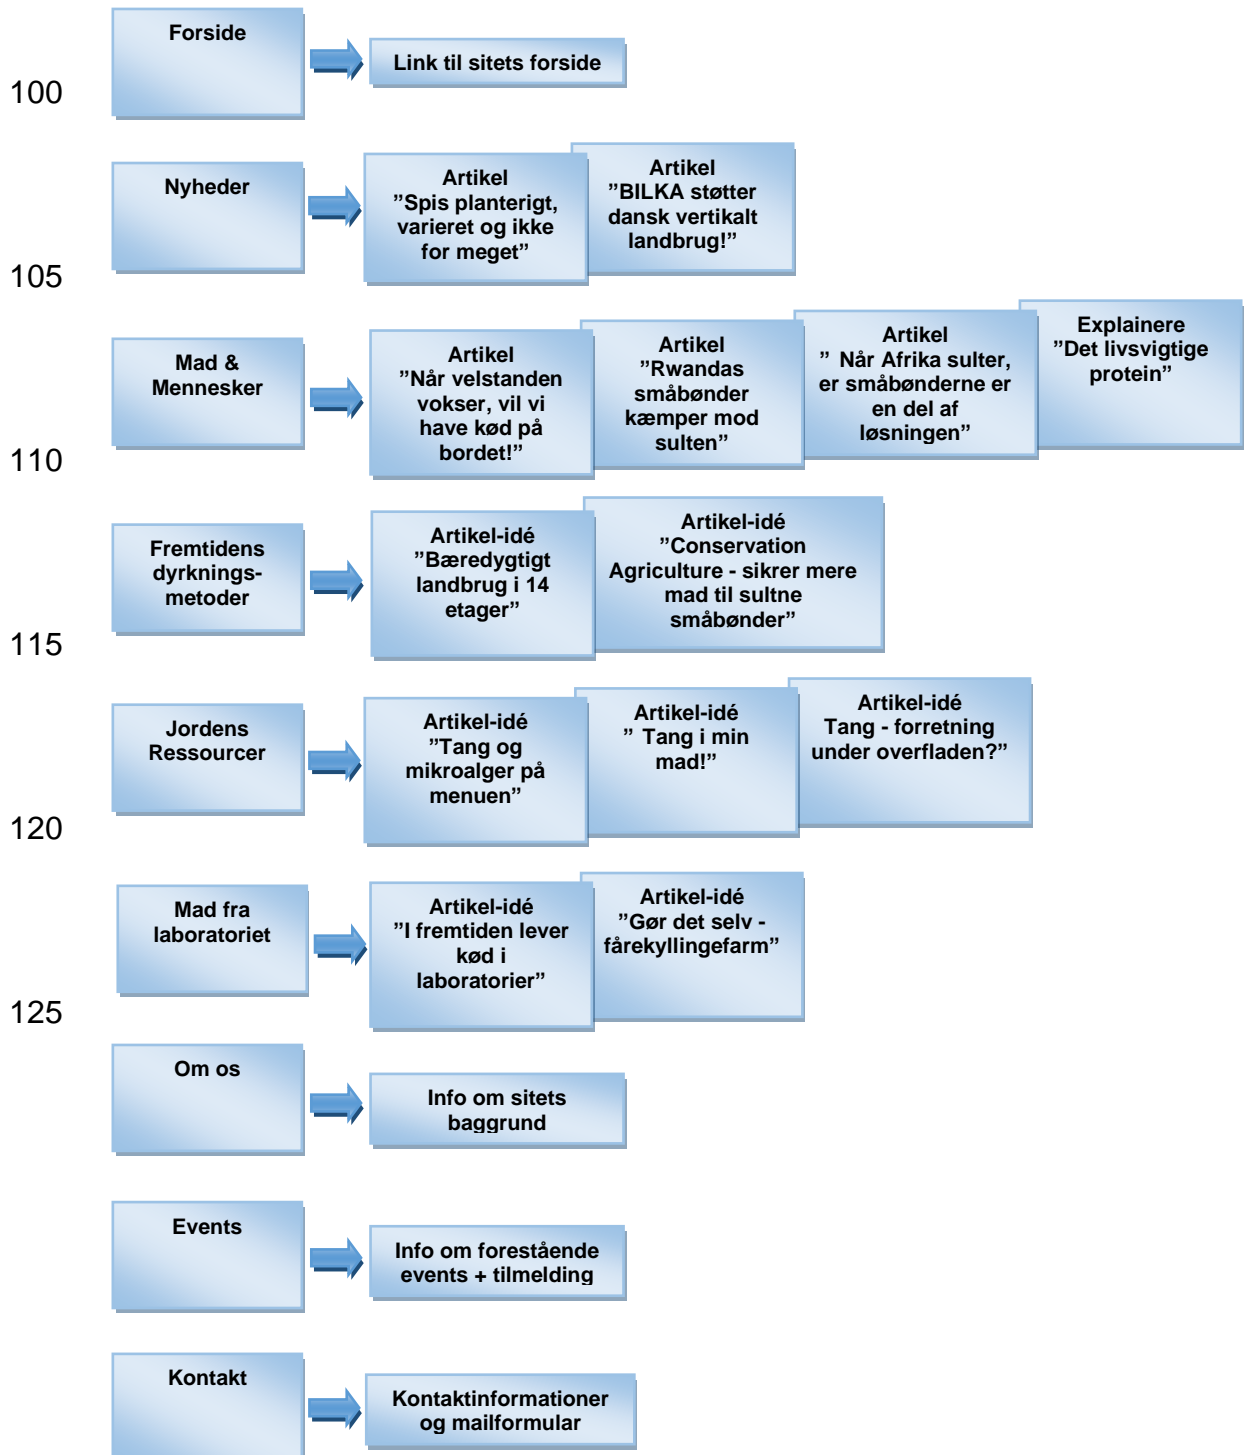 Forside
Link til sitets forside
100
Nyheder
Artikel
”Spis planterigt,
varieret og ikke
for meget”
Artikel
”BILKA støtter
dansk vertikalt
landbrug!”
105
Mad &
Mennesker
Artikel
”Når velstanden
vokser, vil vi
have kød på
bordet!”
Artikel
”Rwandas
småbønder
kæmper mod
sulten”
Artikel
” Når Afrika sulter,
er småbønderne er
en del af
løsningen”
Explainere
”Det livsvigtige
protein”
110
Fremtidens
dyrknings-
metoder
Artikel-idé
”Bæredygtigt
landbrug i 14
etager”
Artikel-idé
”Conservation
Agriculture - sikrer mere
mad til sultne
småbønder”
115
Jordens
Ressourcer
Artikel-idé
”Tang og
mikroalger på
menuen”
Artikel-idé
” Tang i min
mad!”
Artikel-idé
Tang - forretning
under overfladen?”
120
Mad fra
laboratoriet
Artikel-idé
”I fremtiden lever
kød i
laboratorier”
Artikel-idé
”Gør det selv -
fårekyllingefarm”
125
Om os
Info om sitets
baggrund
Events
Info om forestående
events + tilmelding
Kontakt
Kontaktinformationer
og mailformular